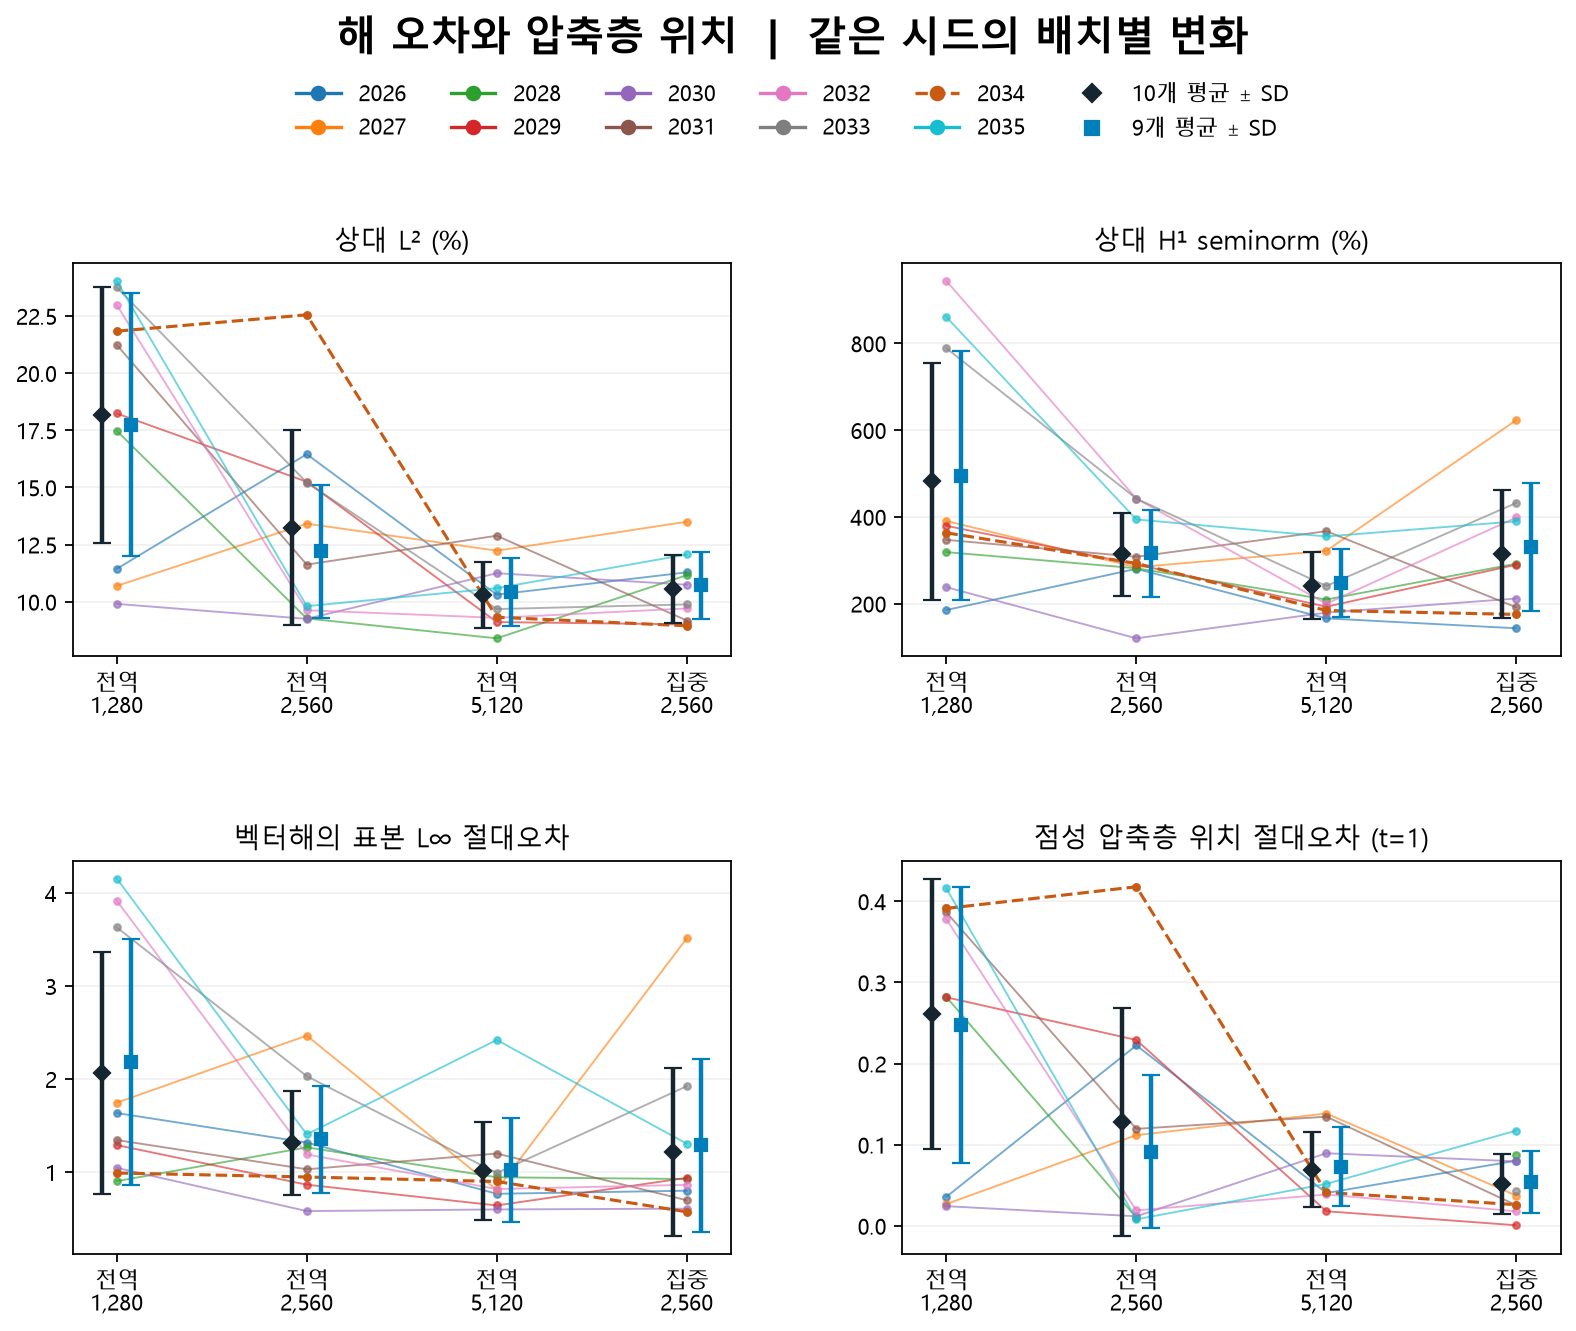 해 오차와 압축층 위치 | 같은 시드의 배치별 변화
2026 2028 2030 2032 2034 10개 평균 ± SD
2027 2029 2031 2033 2035 9개 평균 ± SD
상대 L² (%)
22.5
20.0
17.5
15.0
12.5
10.0
전역 전역 전역 집중
1,280 2,560 5,120 2,560
상대 H¹ seminorm (%)
800
600
400
200
전역 전역 전역 집중
1,280 2,560 5,120 2,560
벡터해의 표본 L∞ 절대오차
4
3
2
1
전역 전역 전역 집중
1,280 2,560 5,120 2,560
점성 압축층 위치 절대오차 (t=1)
0.4
0.3
0.2
0.1
0.0
전역 전역 전역 집중
1,280 2,560 5,120 2,560